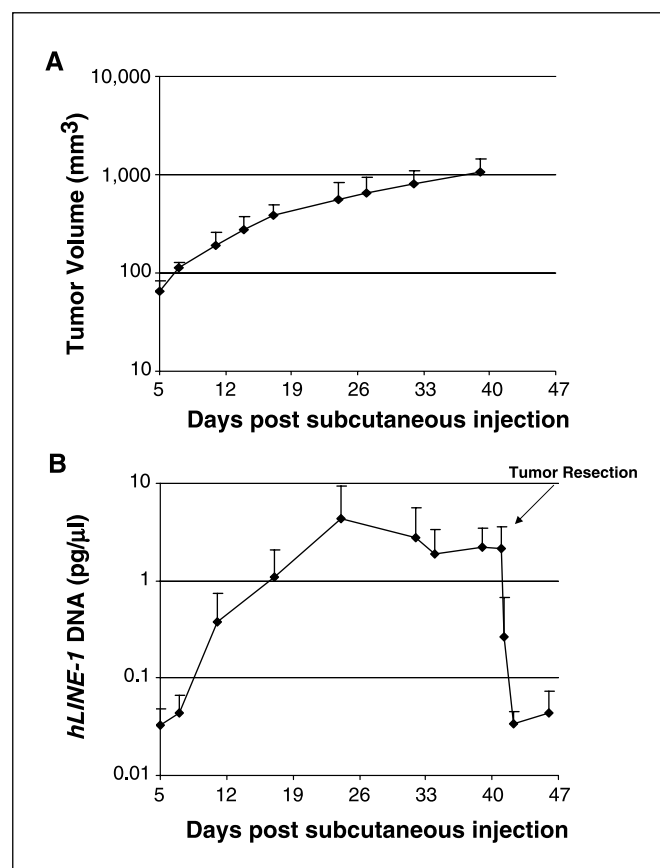 A
10,000
1,000
100
10
Tumor Volume (mm³)
5 12 19 26 33 40 47
Days post subcutaneous injection
B
Tumor Resection
10
1
0.1
0.01
hLINE-1 DNA (pg/µl)
5 12 19 26 33 40 47
Days post subcutaneous injection